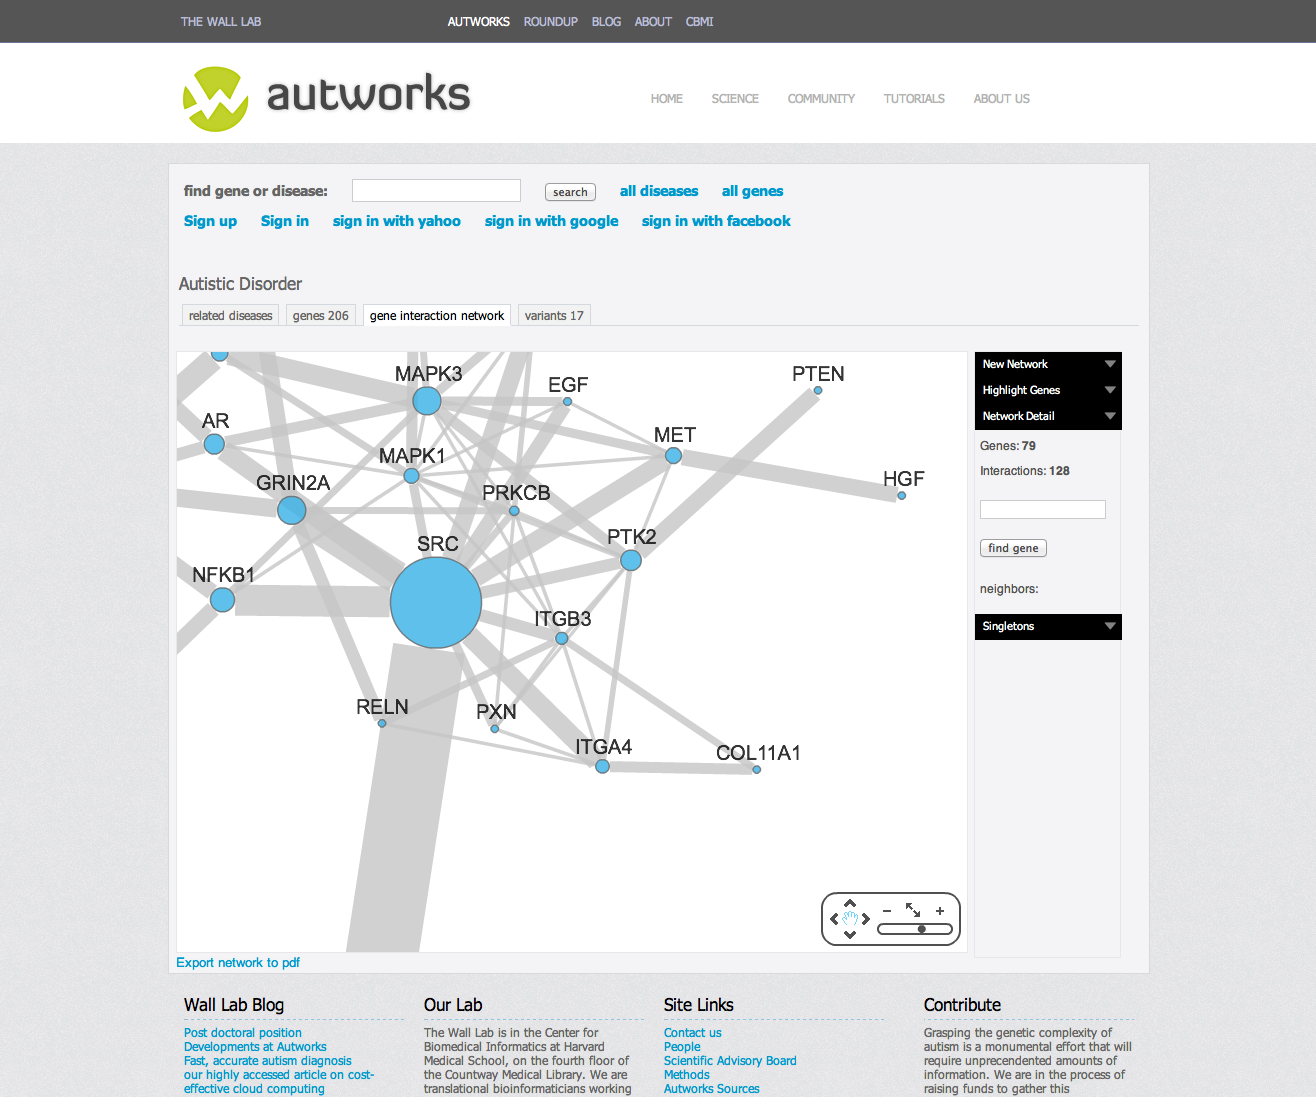 THE WALL LAB
AUTWORKS ROUNDUP BLOG ABOUT CBMI
autworks
HOME SCIENCE COMMUNITY TUTORIALS ABOUT US
find gene or disease: search all diseases all genes
Sign up Sign in sign in with yahoo sign in with google sign in with facebook
Autistic Disorder
related diseases genes 206 gene interaction network variants 17
MAPK3
EGF
PTEN
AR
MET
MAPK1
HGF
GRIN2A
PRKCB
PTK2
SRC
NFKB1
ITGB3
RELN
PXN
ITGA4
COL11A1
New Network
Highlight Genes
Network Detail
Genes: 79
Interactions: 128
find gene
neighbors:
Singletons
Export network to pdf
Wall Lab Blog
Post doctoral position
Developments at Autworks
Fast, accurate autism diagnosis
our highly accessed article on cost-
effective cloud computing
Our Lab
The Wall Lab is in the Center for
Biomedical Informatics at Harvard
Medical School, on the fourth floor of
the Countway Medical Library. We are
translational bioinformaticians working
Site Links
Contact us
People
Scientific Advisory Board
Methods
Autworks Sources
Contribute
Grasping the genetic complexity of
autism is a monumental effort that will
require unprecendented amounts of
information. We are in the process of
raising funds to gather this